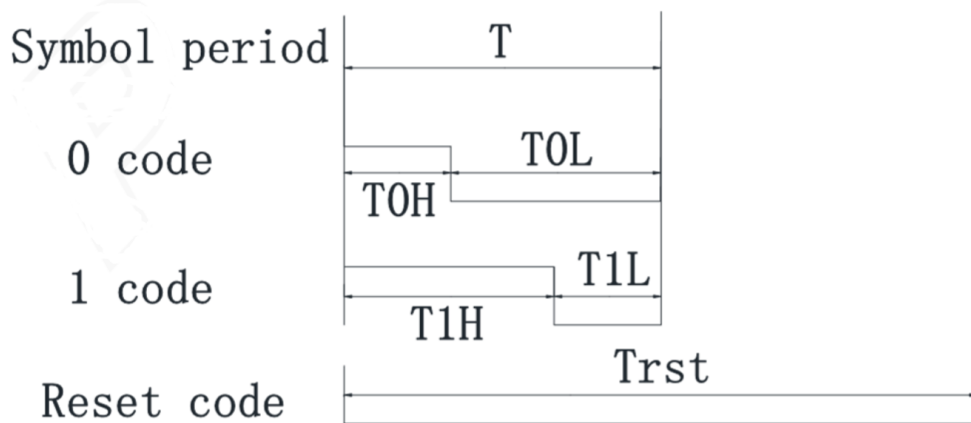 Symbol period
T
0 code
T0H
T0L
1 code
T1H
T1L
Reset code
Trst